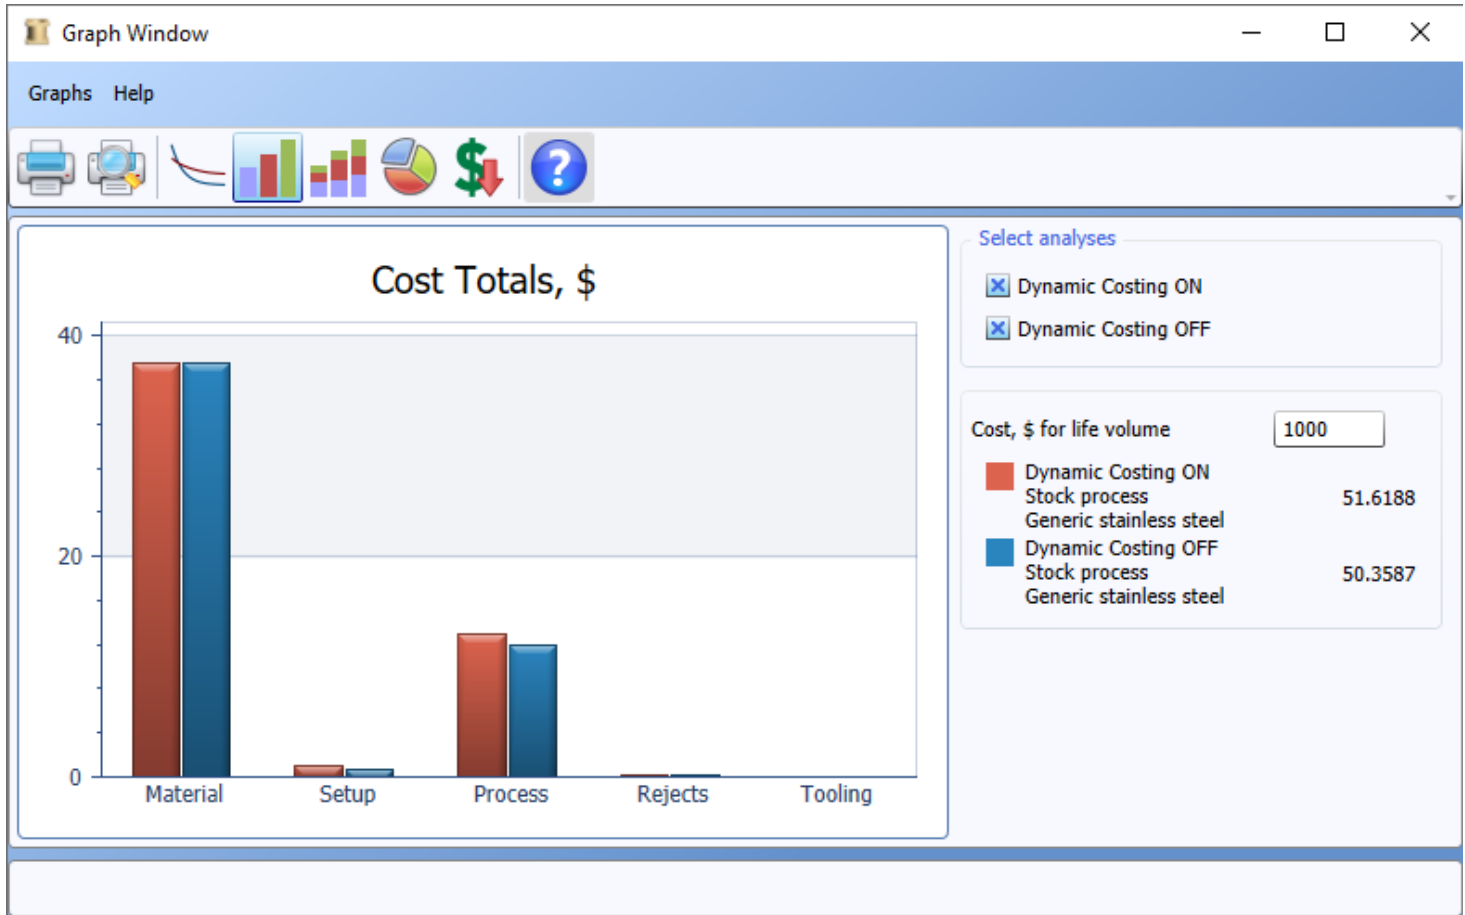 Graph Window
Graphs Help
Select analyses
Dynamic Costing ON
Dynamic Costing OFF
Cost Totals, $
40
20
0
Material Setup Process Rejects Tooling
Cost, $ for life volume 1000
Dynamic Costing ON
Stock process 51.6188
Generic stainless steel
Dynamic Costing OFF
Stock process 50.3587
Generic stainless steel